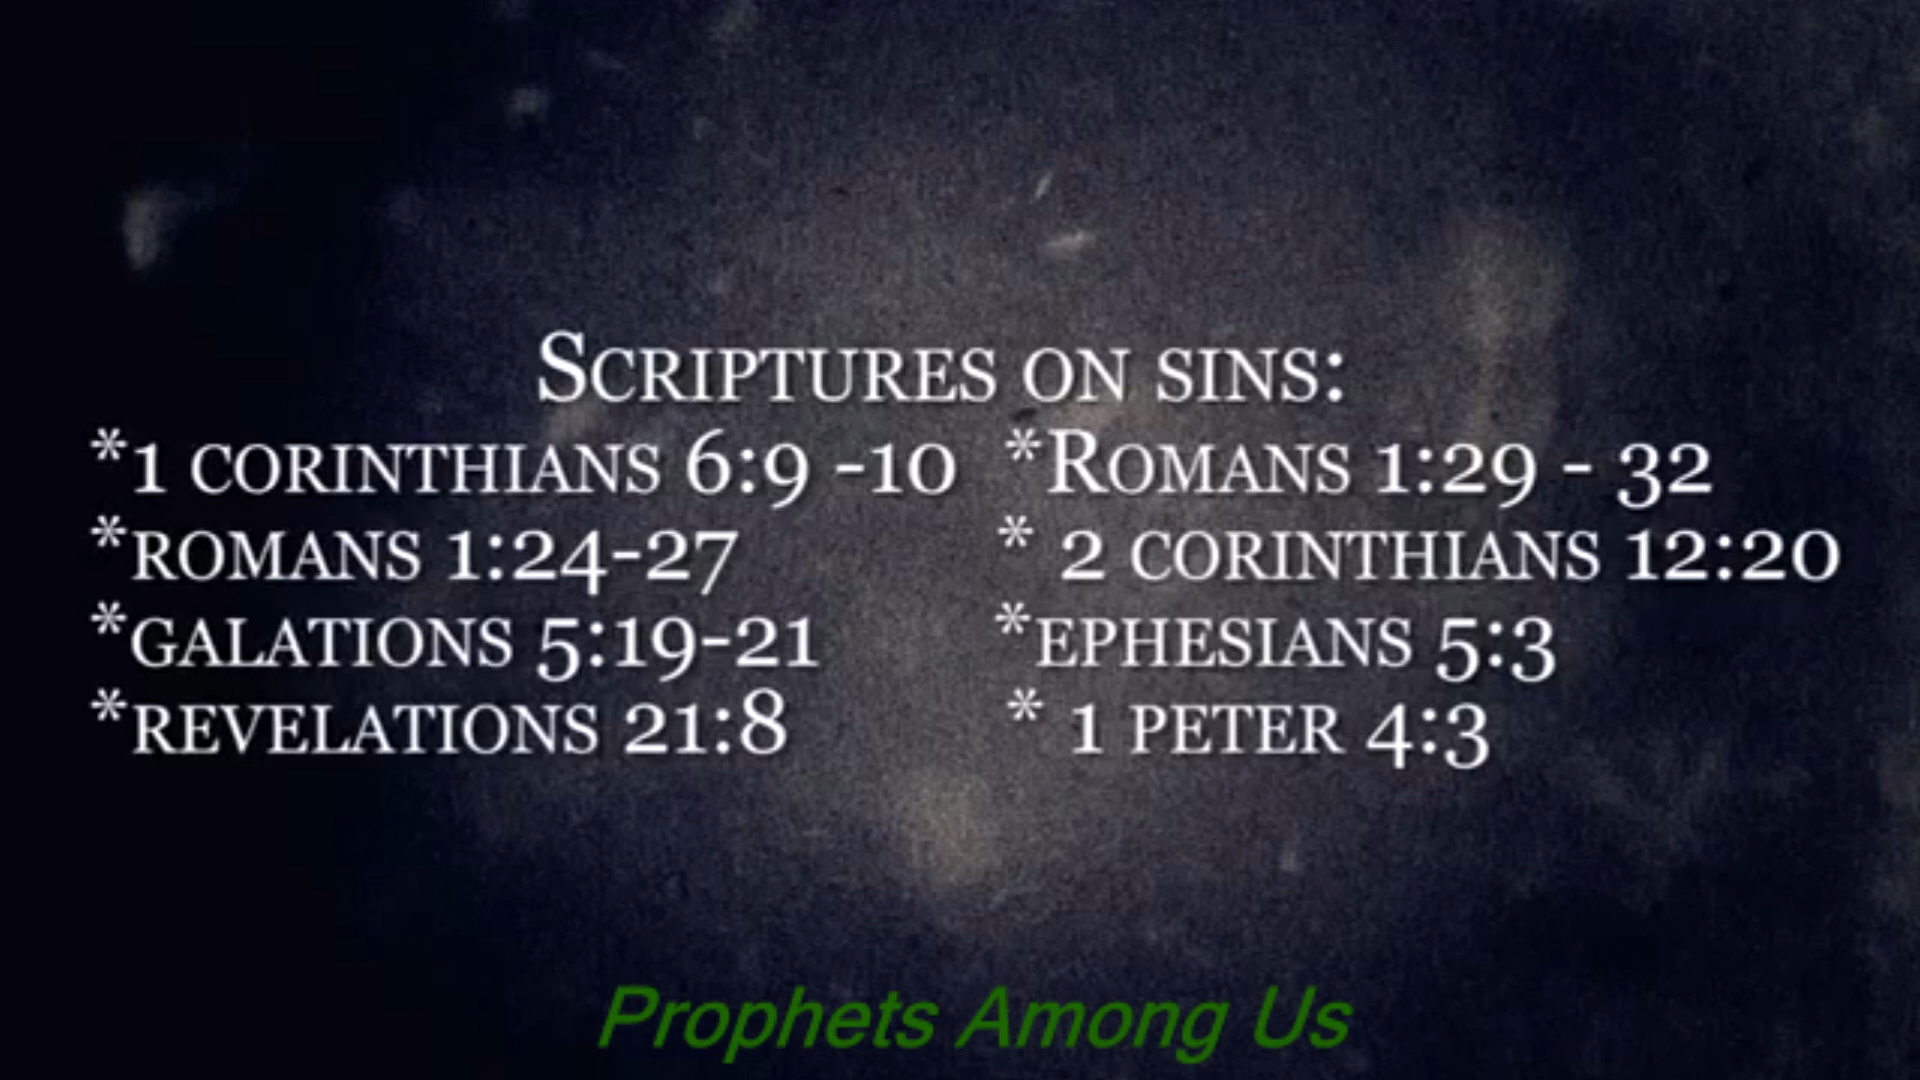 Scriptures on sins:
*1 corinthians 6:9 -10 *Romans 1:29 - 32
*romans 1:24-27 * 2 corinthians 12:20
*galations 5:19-21 *ephesians 5:3
*revelations 21:8 * 1 peter 4:3
Prophets Among Us